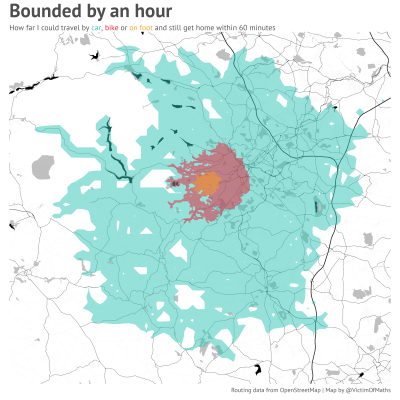 Bounded by an hour
How far I could travel by car, bike or on foot and still get home within 60 minutes
Routing data from OpenStreetMap | Map by @VictimOfMaths